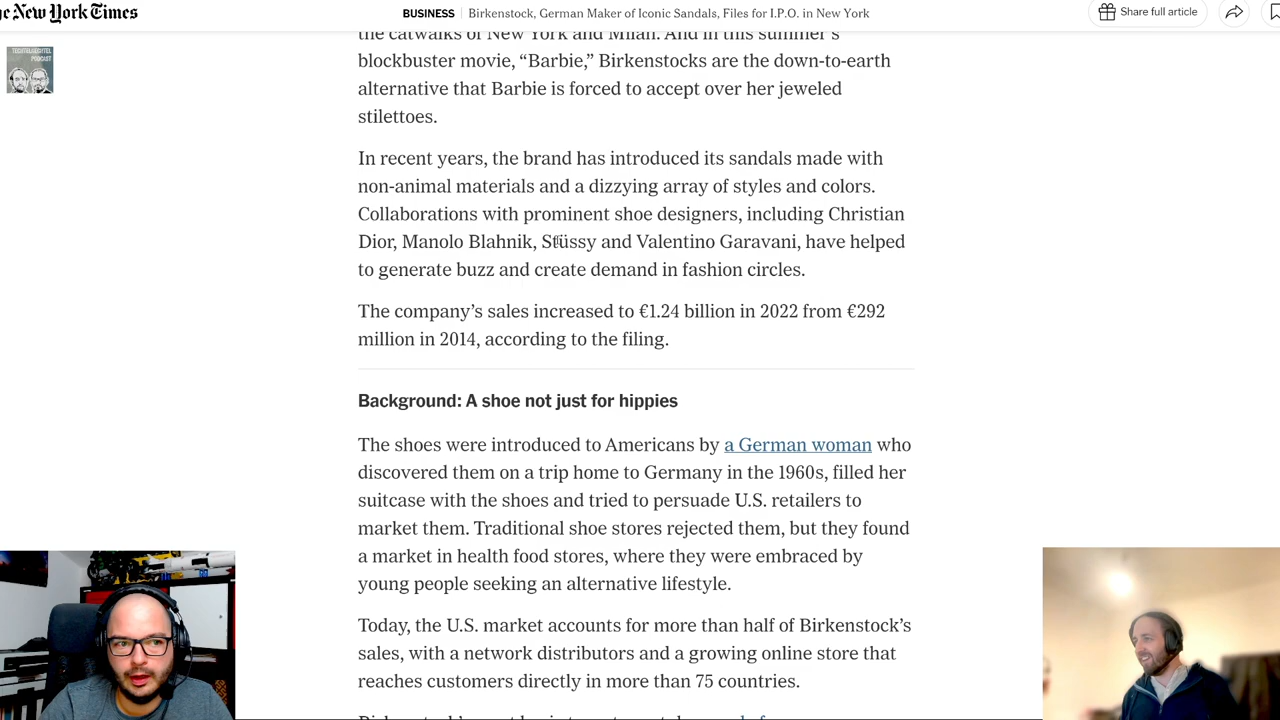 he New York Times
BUSINESS Birkenstock, German Maker of Iconic Sandals, Files for I.P.O. in New York
Share full article
TECHTELMECHTEL
PODCAST
the catwalks of New York and Milan. And in this summer's
blockbuster movie, “Barbie,” Birkenstocks are the down-to-earth
alternative that Barbie is forced to accept over her jeweled
stilettoes.
In recent years, the brand has introduced its sandals made with
non-animal materials and a dizzying array of styles and colors.
Collaborations with prominent shoe designers, including Christian
Dior, Manolo Blahnik, Stüssy and Valentino Garavani, have helped
to generate buzz and create demand in fashion circles.
The company’s sales increased to €1.24 billion in 2022 from €292
million in 2014, according to the filing.
Background: A shoe not just for hippies
The shoes were introduced to Americans by a German woman who
discovered them on a trip home to Germany in the 1960s, filled her
suitcase with the shoes and tried to persuade U.S. retailers to
market them. Traditional shoe stores rejected them, but they found
a market in health food stores, where they were embraced by
young people seeking an alternative lifestyle.
Today, the U.S. market accounts for more than half of Birkenstock’s
sales, with a network distributors and a growing online store that
reaches customers directly in more than 75 countries.